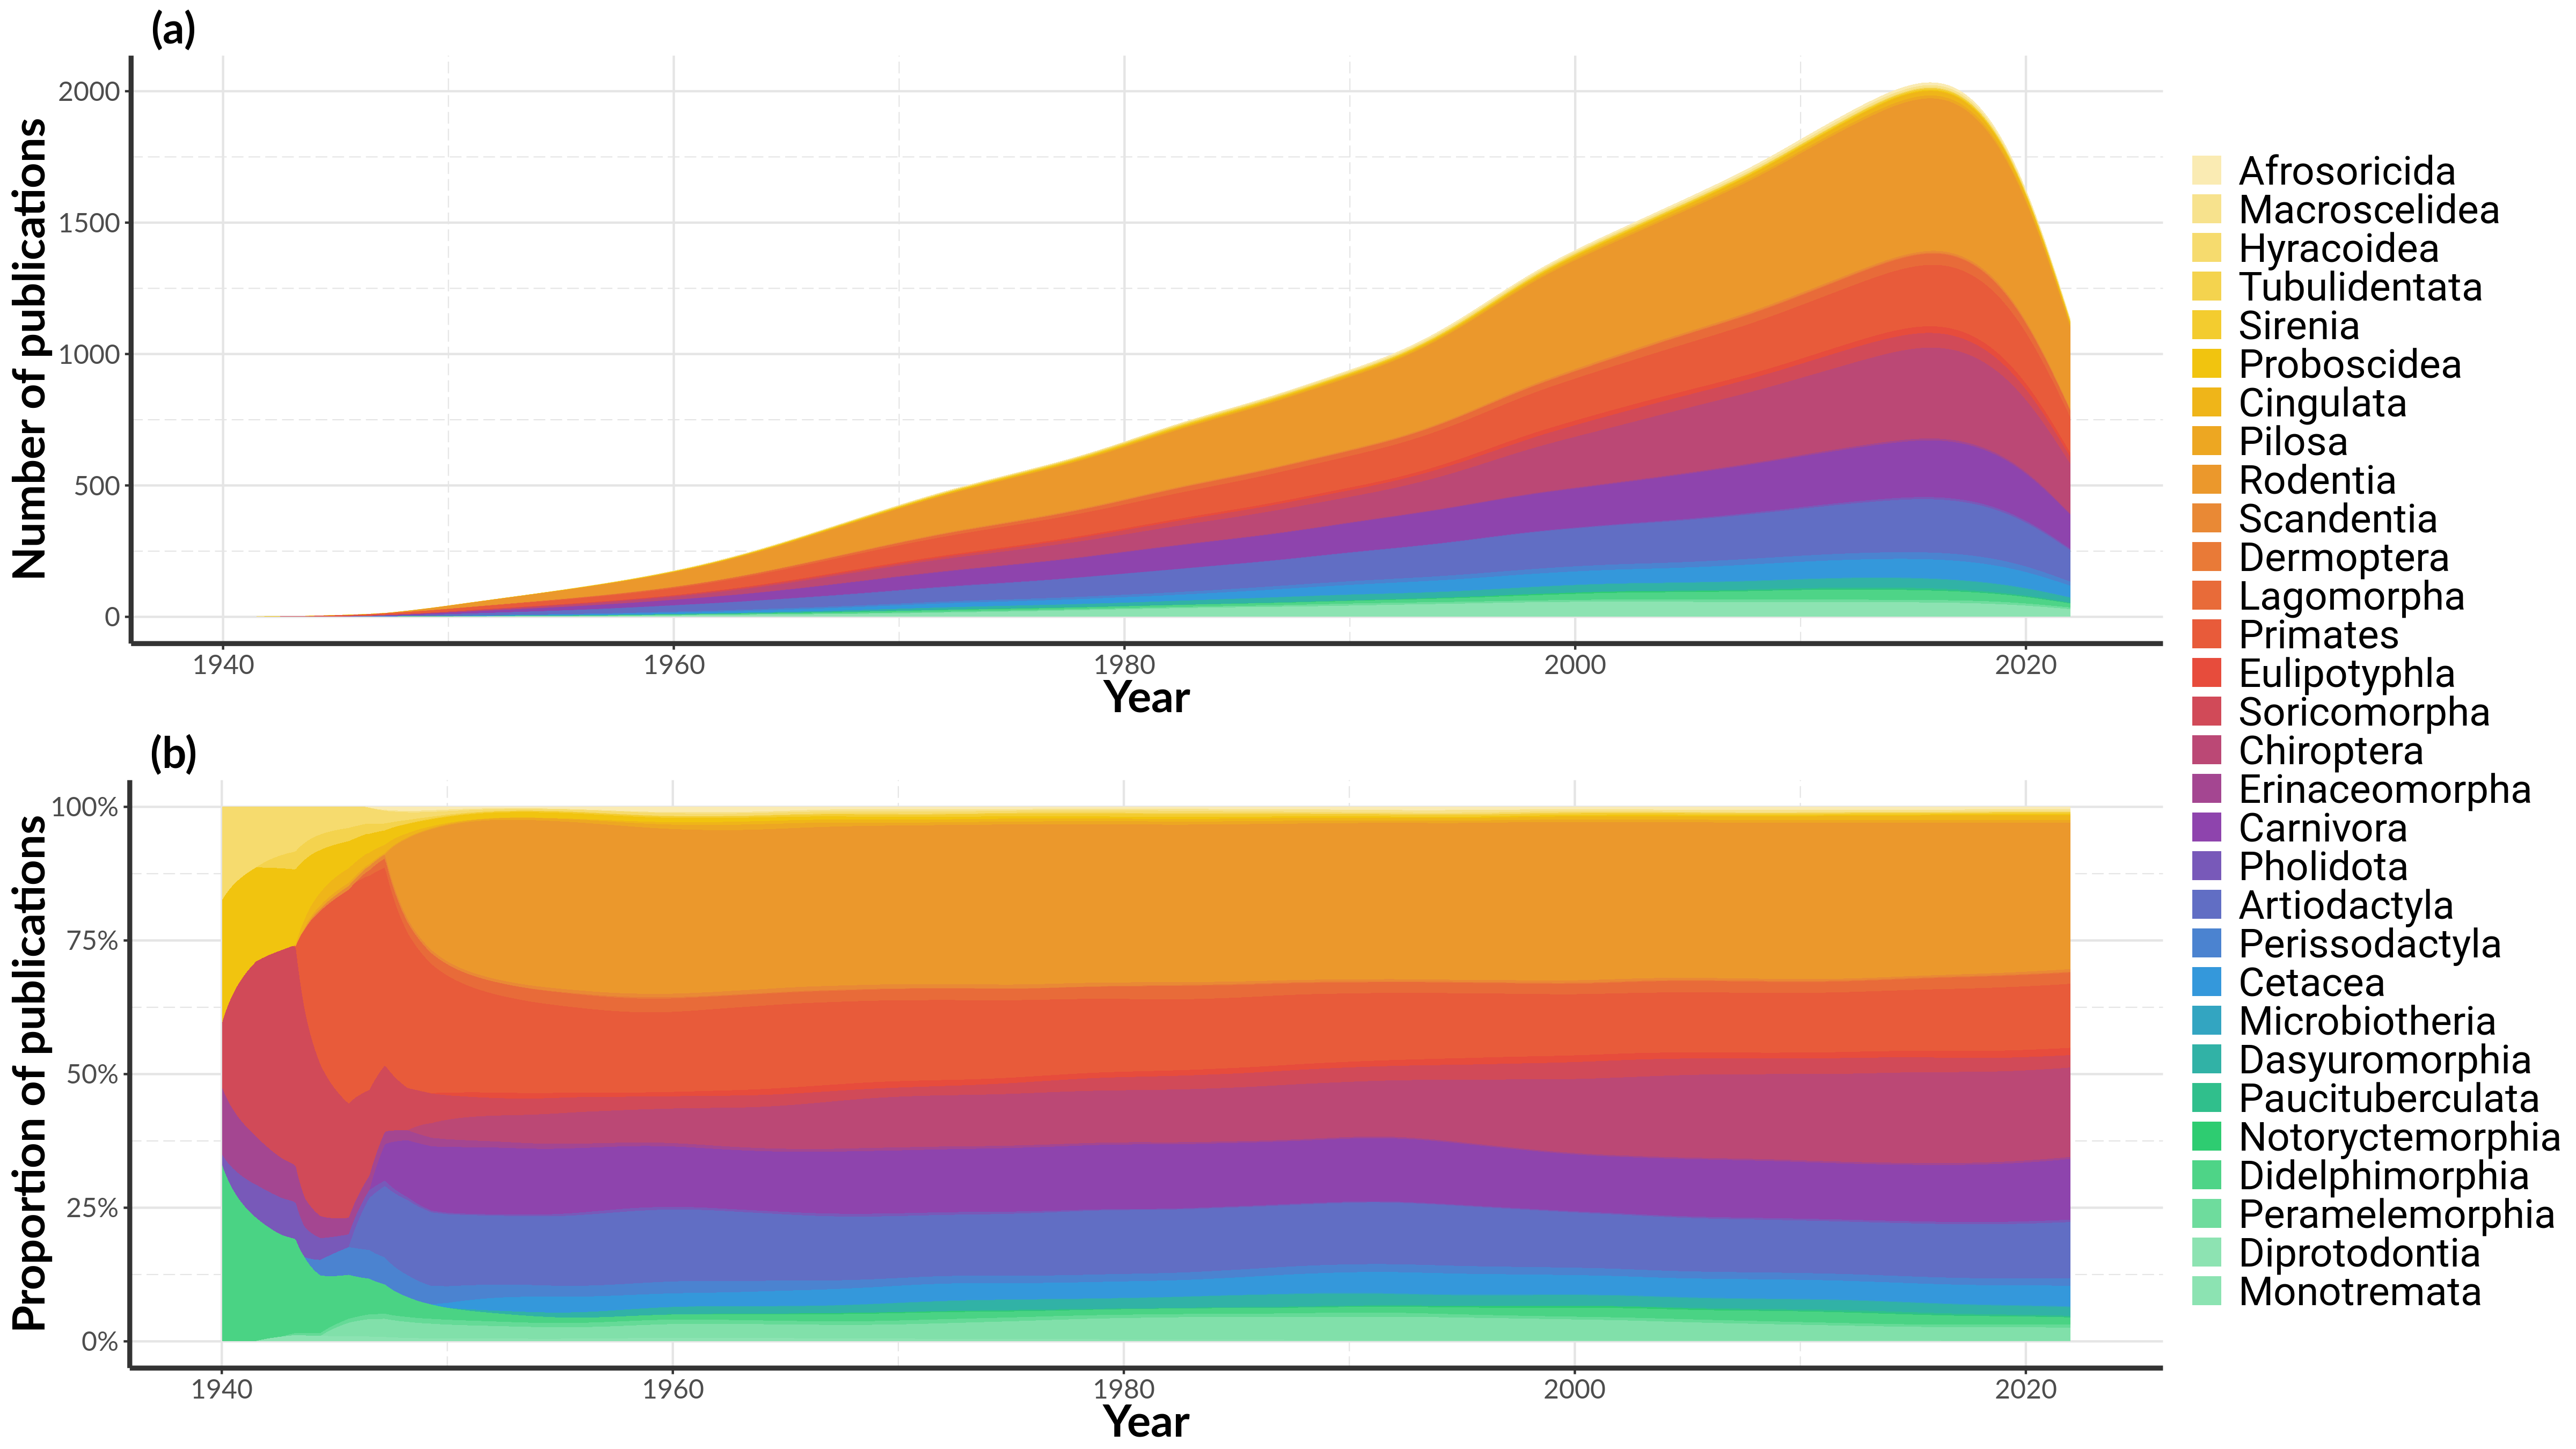 (a)
Number of publications
2000
1500
1000
500
0
1940 1960 1980 2000 2020
Year
(b)
Proportion of publications
100%
75%
50%
25%
0%
1940 1960 1980 2000 2020
Year
Afrosoricida
Macroscelidea
Hyracoidea
Tubulidentata
Sirenia
Proboscidea
Cingulata
Pilosa
Rodentia
Scandentia
Dermoptera
Lagomorpha
Primates
Eulipotyphla
Soricomorpha
Chiroptera
Erinaceomorpha
Carnivora
Pholidota
Artiodactyla
Perissodactyla
Cetacea
Microbiotheria
Dasyuromorphia
Paucituberculata
Notoryctemorphia
Didelphimorphia
Peramelemorphia
Diprotodontia
Monotremata